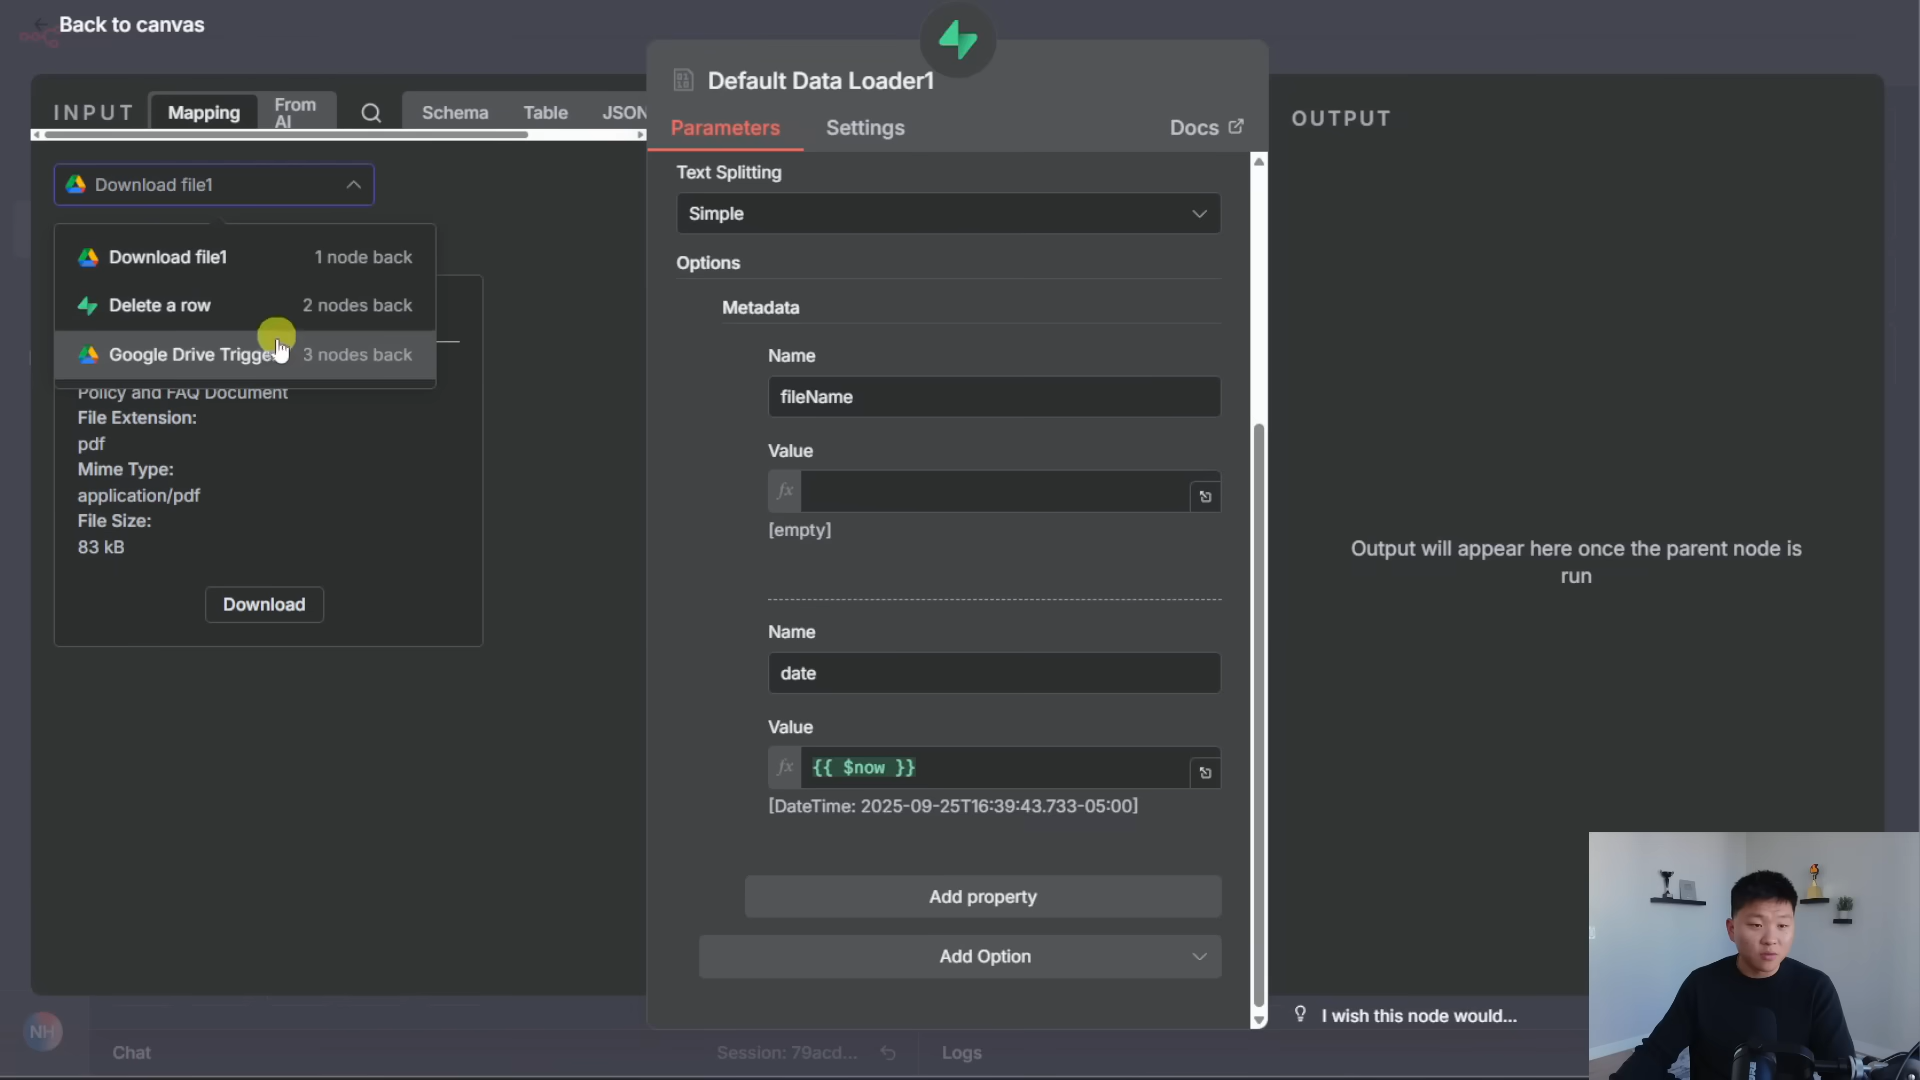 Back to canvas
INPUT
Mapping
From AI
Schema
Table
JSON
Download file1
Download file1 1 node back
Delete a row 2 nodes back
Google Drive Trigge 3 nodes back
Policy and FAQ Document
File Extension:
pdf
Mime Type:
application/pdf
File Size:
83 kB
Download
Default Data Loader1
Parameters
Settings
Docs
Text Splitting
Simple
Options
Metadata
Name
fileName
Value
fx
[empty]
Name
date
Value
fx {{ $now }}
[DateTime: 2025-09-25T16:39:43.733-05:00]
Add property
Add Option
OUTPUT
Output will appear here once the parent node is
run
I wish this node would...
NH
Chat
Session: 79acd...
Logs